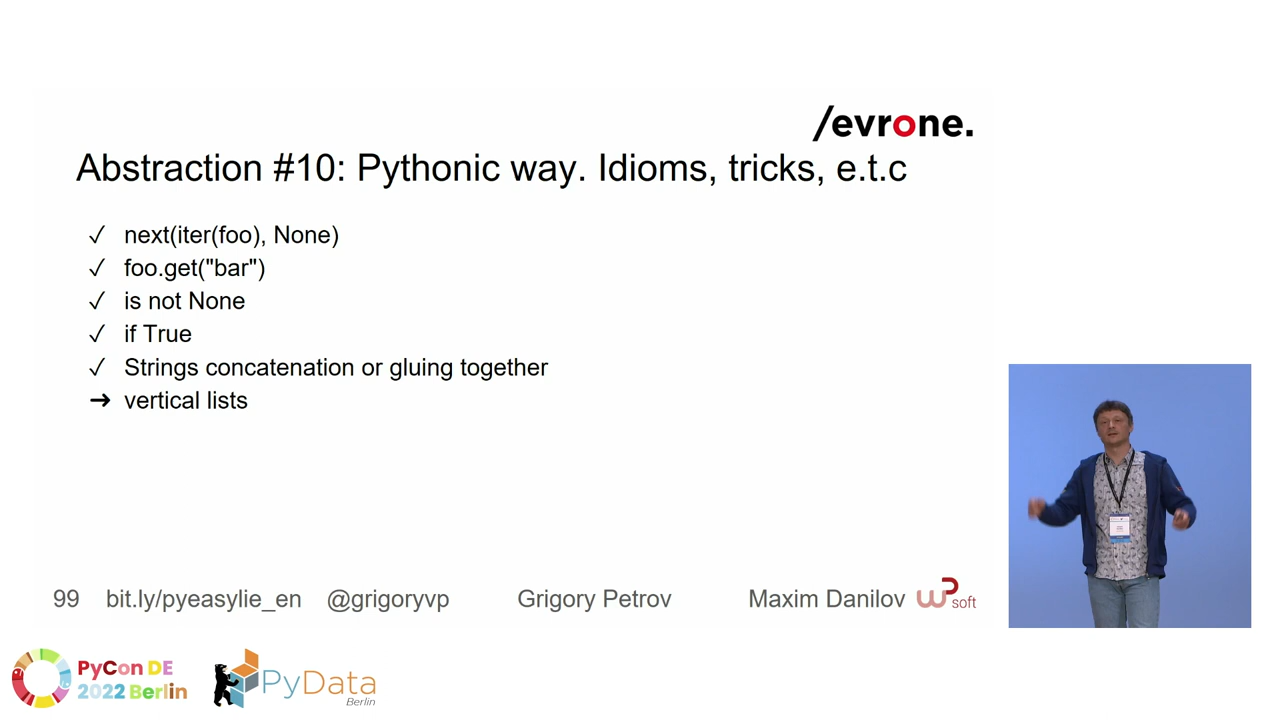 /evrone.
Abstraction #10: Pythonic way. Idioms, tricks, e.t.c
✓ next(iter(foo), None)
✓ foo.get("bar")
✓ is not None
✓ if True
✓ Strings concatenation or gluing together
➔ vertical lists
99 bit.ly/pyeasylie_en @grigoryvp Grigory Petrov Maxim Danilov wpsoft
PyCon DE
2022 Berlin
PyData
Berlin